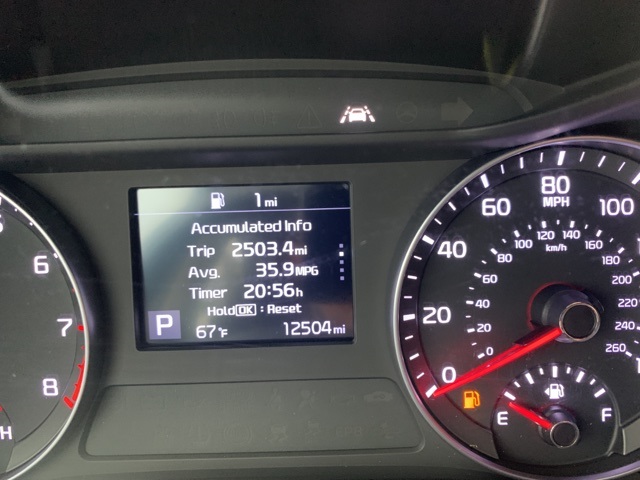 1 mi
Accumulated Info
Trip 2503.4 mi
Avg. 35.9 MPG
Timer 20:56 h
Hold[OK] : Reset
P 67°F 12504 mi
6
7
8
H
0 20 40 60 80 100
MPH
0 20 40 60 80 100 120 140 160 180 200 220 240 260
km/h
E F